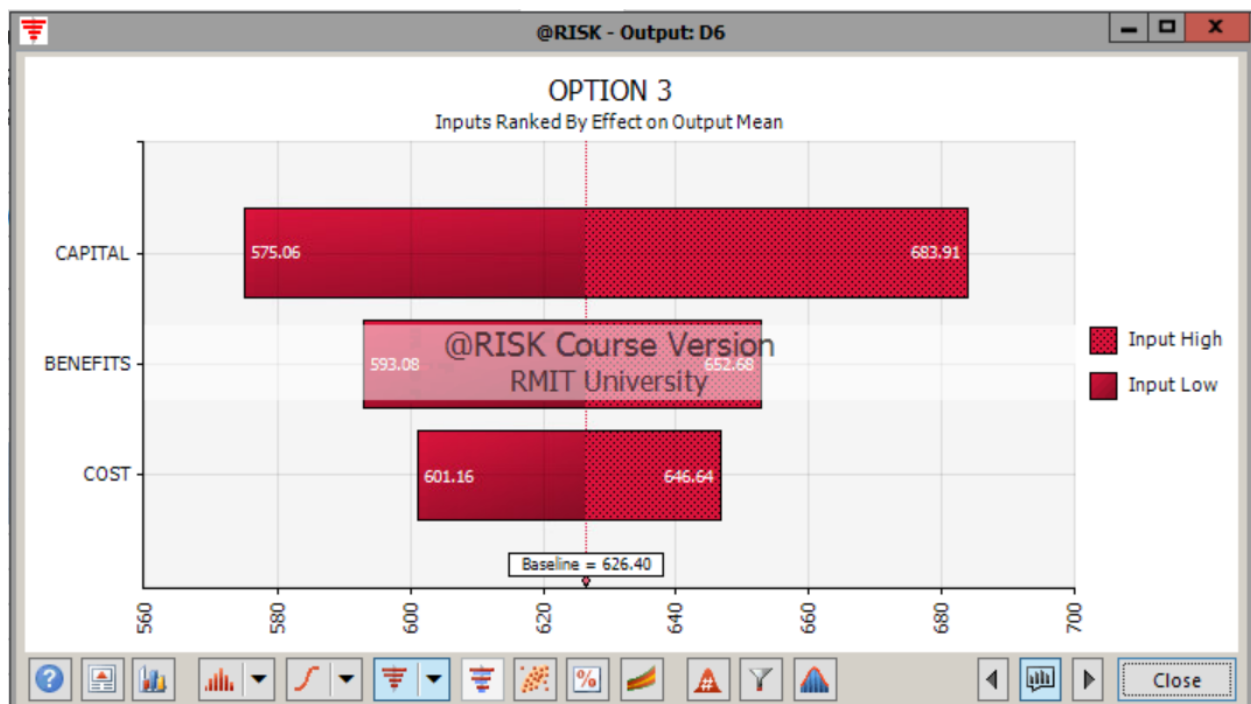 @RISK - Output: D6
OPTION 3
Inputs Ranked By Effect on Output Mean
CAPITAL
575.06
683.91
BENEFITS
593.08
652.68
@RISK Course Version
RMIT University
COST
601.16
646.64
Input High
Input Low
Baseline = 626.40
560
580
600
620
640
660
680
700
?
%
#
Close